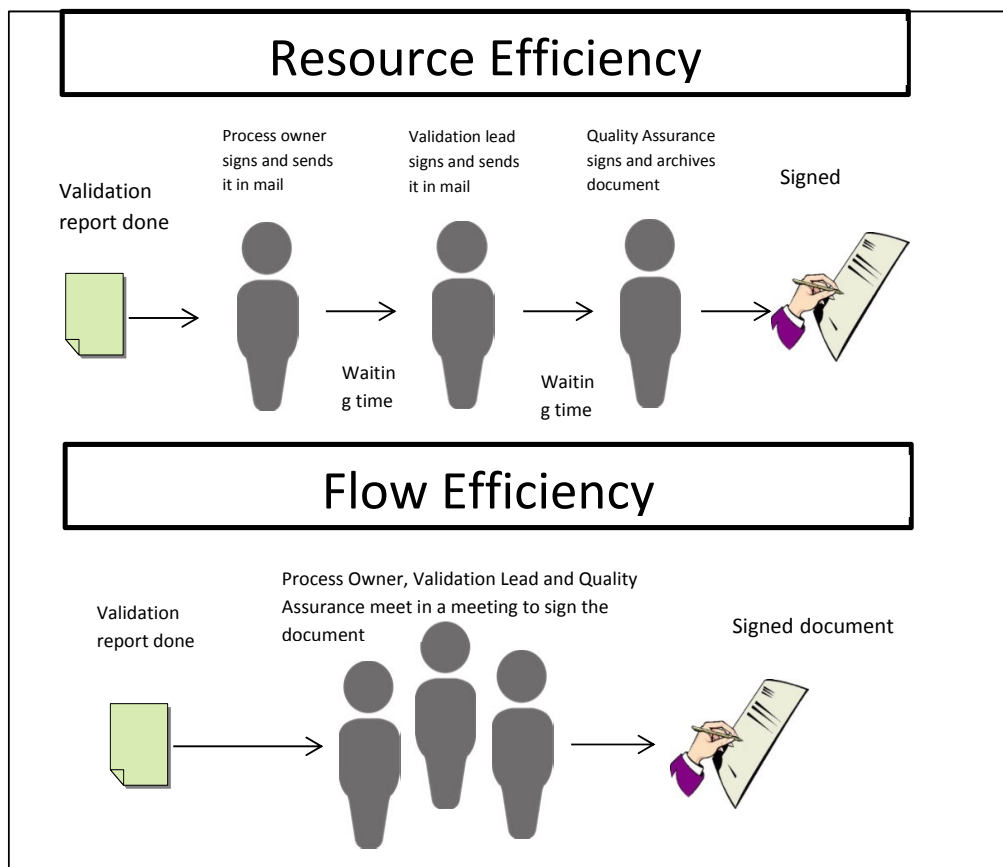 Resource Efficiency
Validation
report done
Process owner
signs and sends
it in mail
Validation lead
signs and sends
it in mail
Quality Assurance
signs and archives
document
Signed
Waitin
g time
Waitin
g time
Flow Efficiency
Validation
report done
Process Owner, Validation Lead and Quality
Assurance meet in a meeting to sign the
document
Signed document